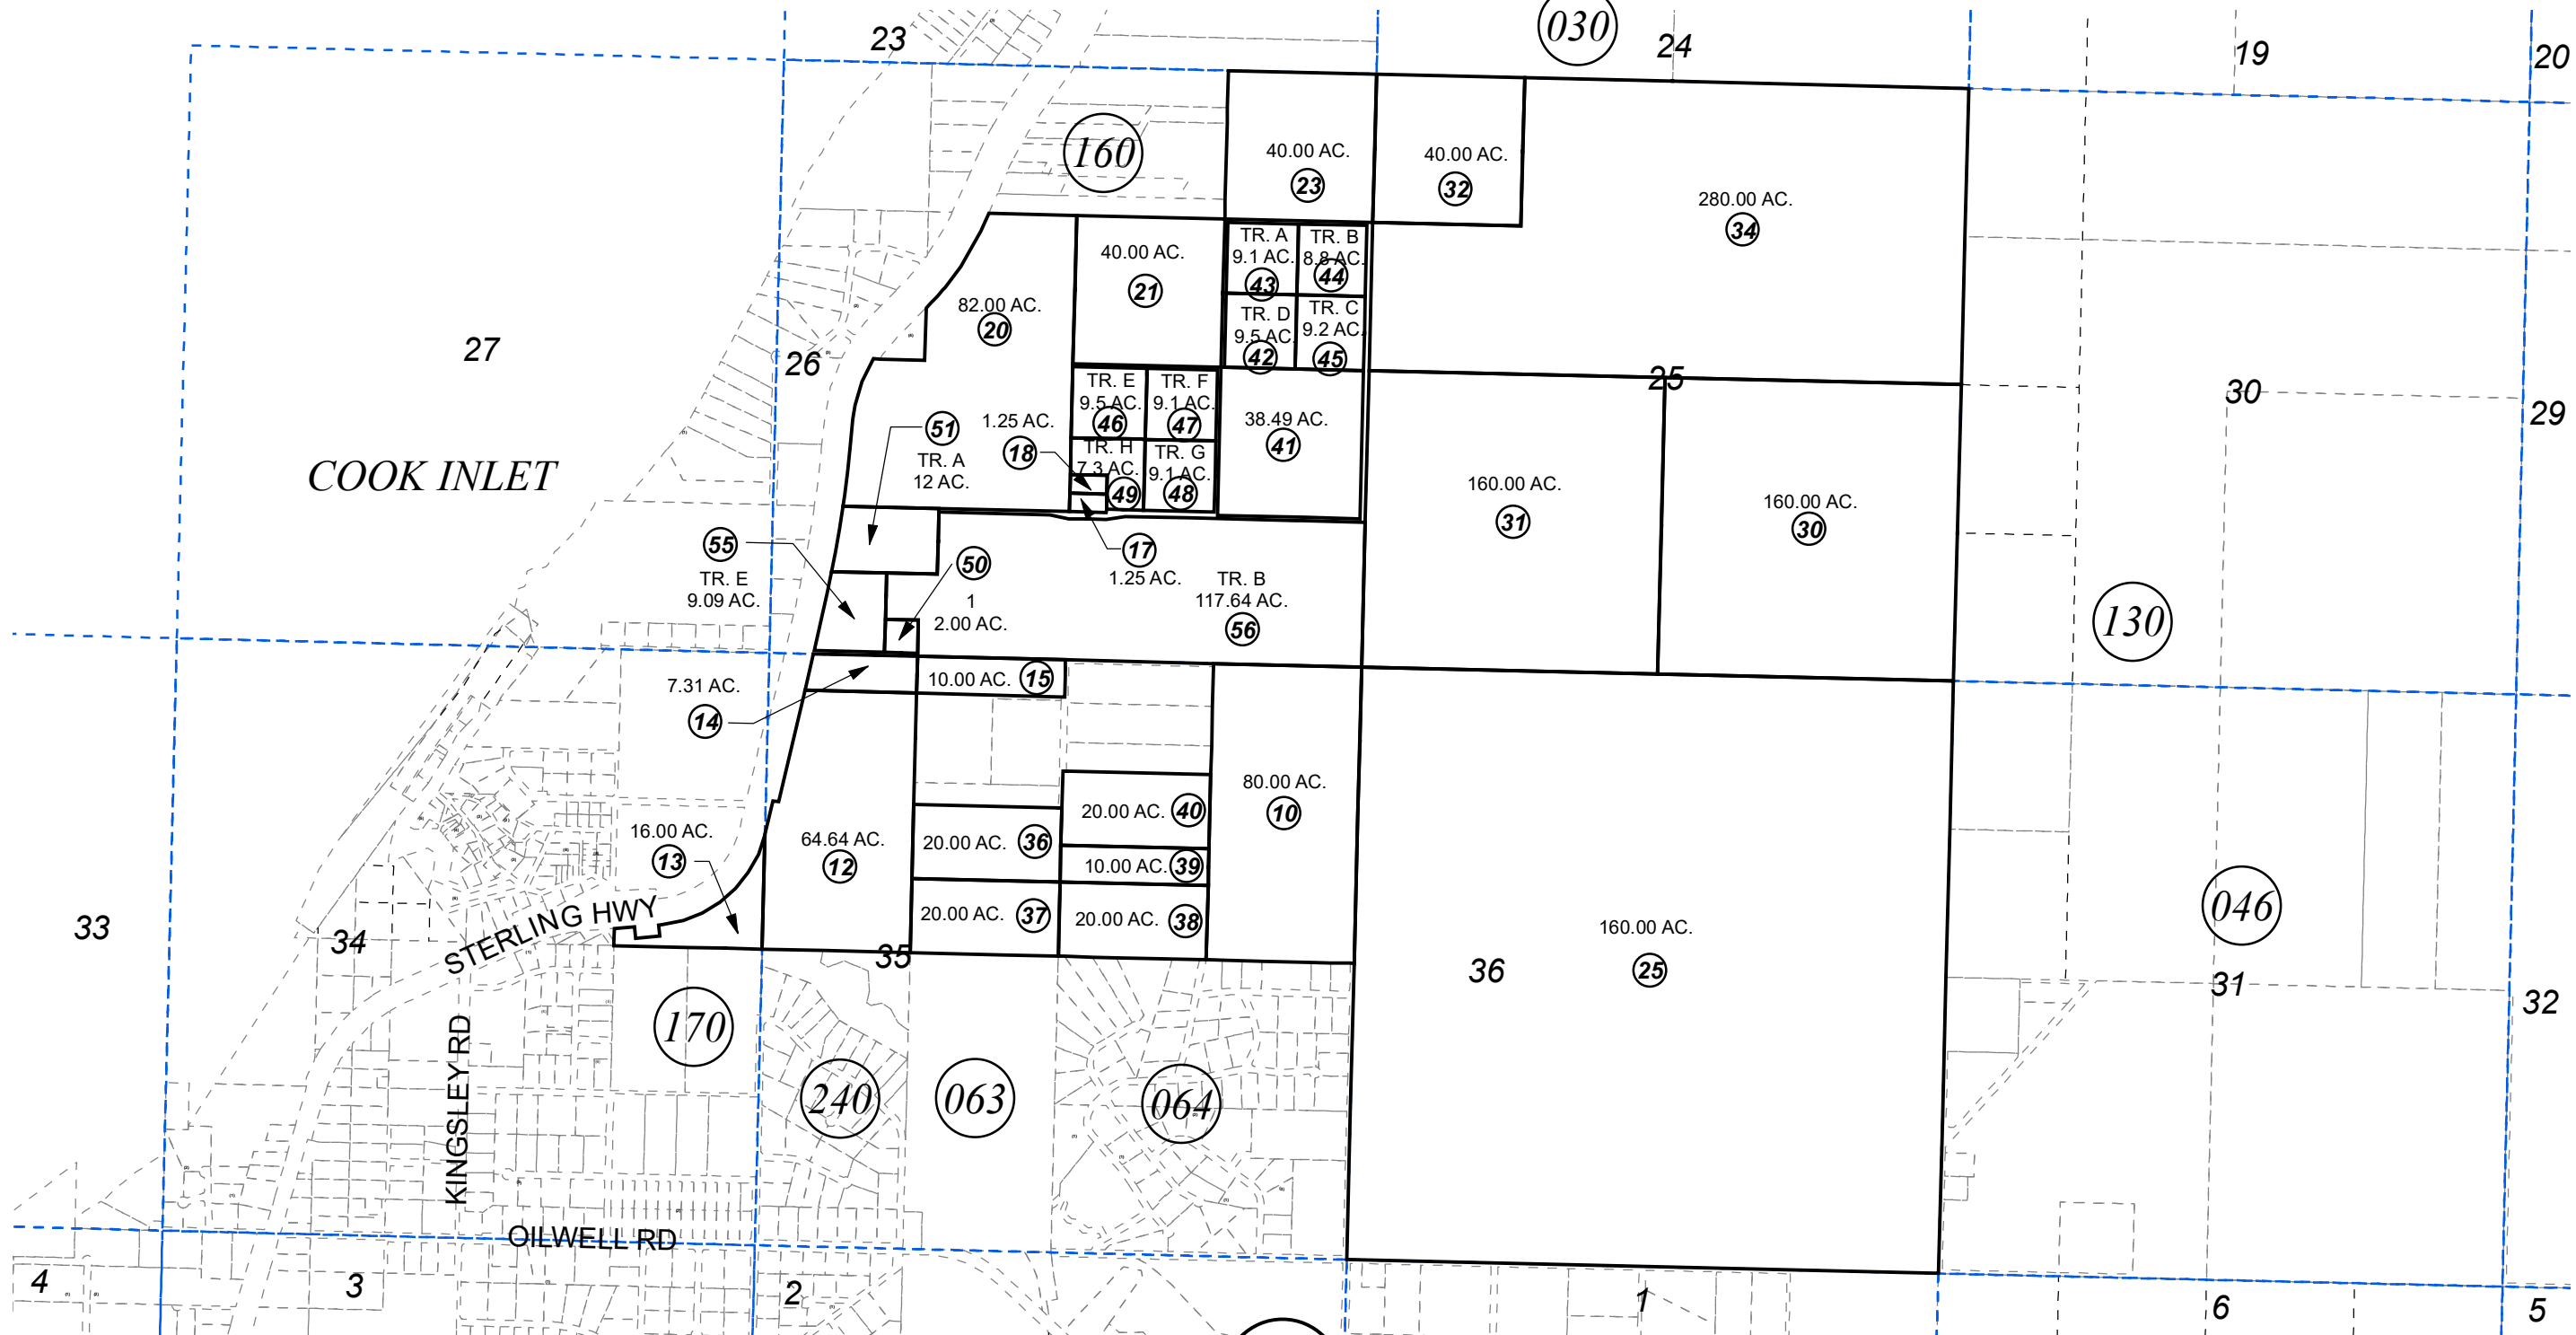 030
23
24
19
20
160
40.00 AC.
23
40.00 AC.
32
280.00 AC.
34
40.00 AC.
21
TR. A
9.1 AC.
43
TR. B
8.8 AC.
44
TR. D
9.5 AC.
42
TR. C
9.2 AC.
45
82.00 AC.
20
27
26
25
30
29
TR. E
9.5 AC.
46
TR. F
9.1 AC.
47
38.49 AC.
41
51
TR. A
12 AC.
1.25 AC.
18
TR. H
7.3 AC.
49
TR. G
9.1 AC.
48
COOK INLET
160.00 AC.
31
160.00 AC.
30
55
TR. E
9.09 AC.
50
1
2.00 AC.
17
1.25 AC.
TR. B
117.64 AC.
56
130
7.31 AC.
14
10.00 AC. 15
80.00 AC.
10
16.00 AC.
13
64.64 AC.
12
20.00 AC. 36
20.00 AC. 40
10.00 AC. 39
20.00 AC. 37
20.00 AC. 38
160.00 AC.
25
046
33
34
STERLING HWY
35
36
31
32
170
240
063
064
KINGSLEY RD
OILWELL RD
4
3
2
1
6
5